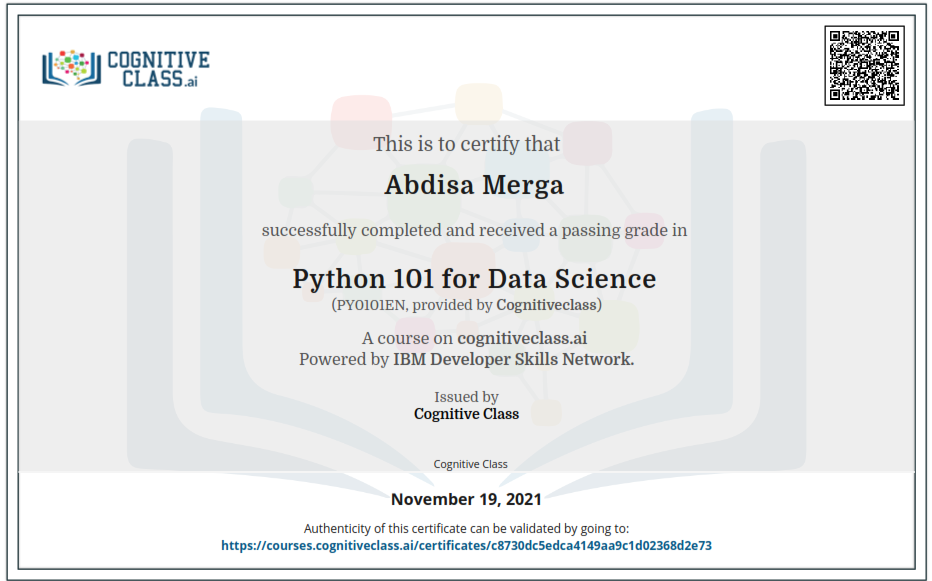 COGNITIVE
CLASS.ai
This is to certify that
Abdisa Merga
successfully completed and received a passing grade in
Python 101 for Data Science
(PY0101EN, provided by Cognitiveclass)
A course on cognitiveclass.ai
Powered by IBM Developer Skills Network.
Issued by
Cognitive Class
Cognitive Class
November 19, 2021
Authenticity of this certificate can be validated by going to:
https://courses.cognitiveclass.ai/certificates/c8730dc5edca4149aa9c1d02368d2e73